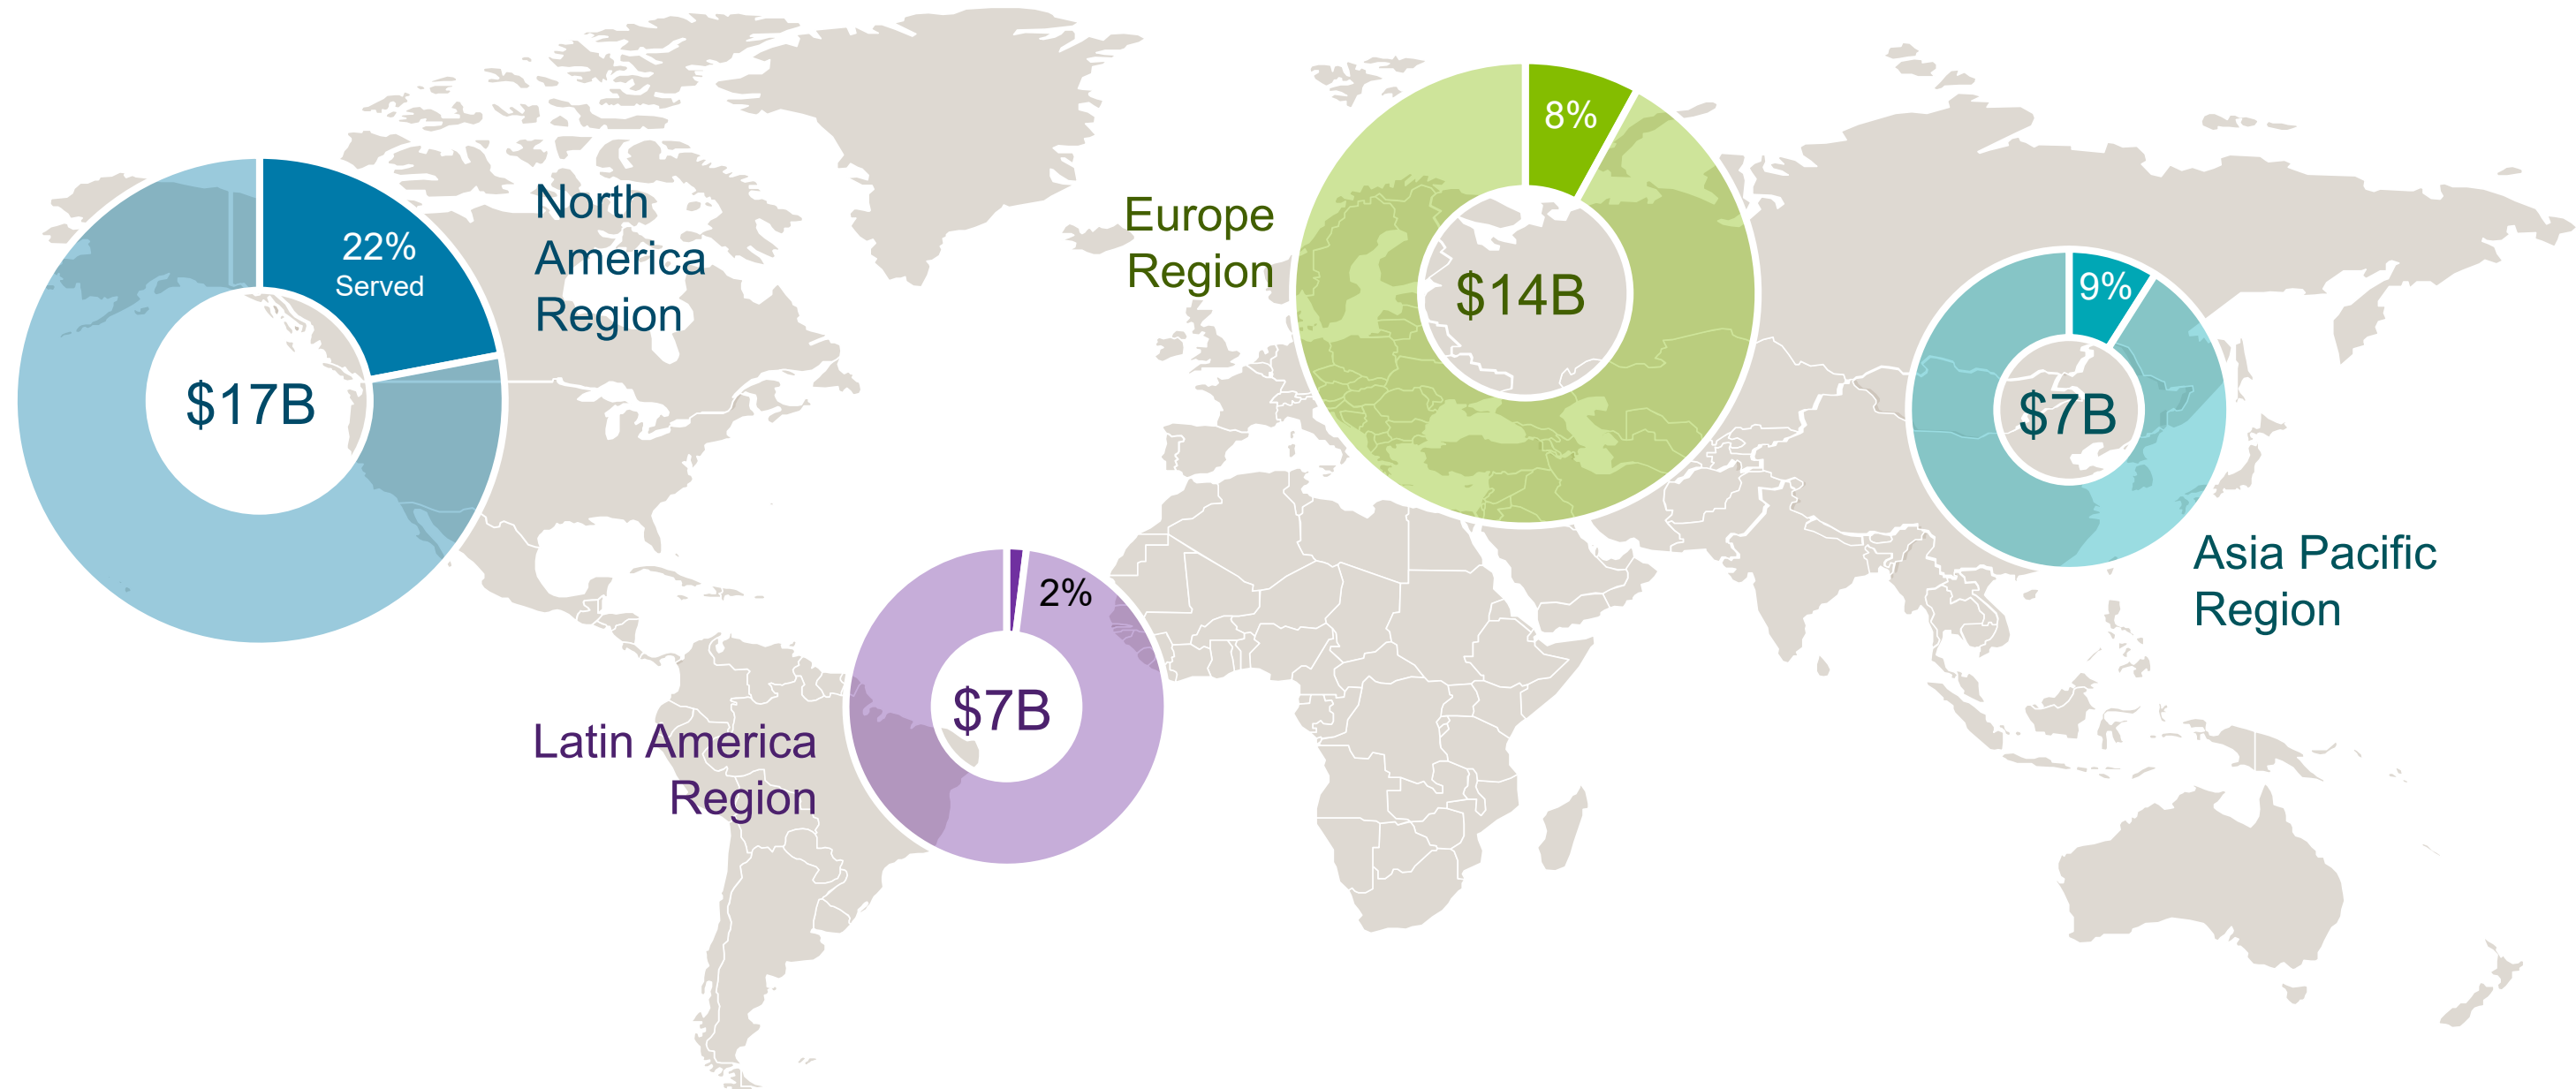 North
America
Region
22%
Served
$17B
Europe
Region
8%
$14B
9%
$7B
Asia Pacific
Region
2%
$7B
Latin America
Region